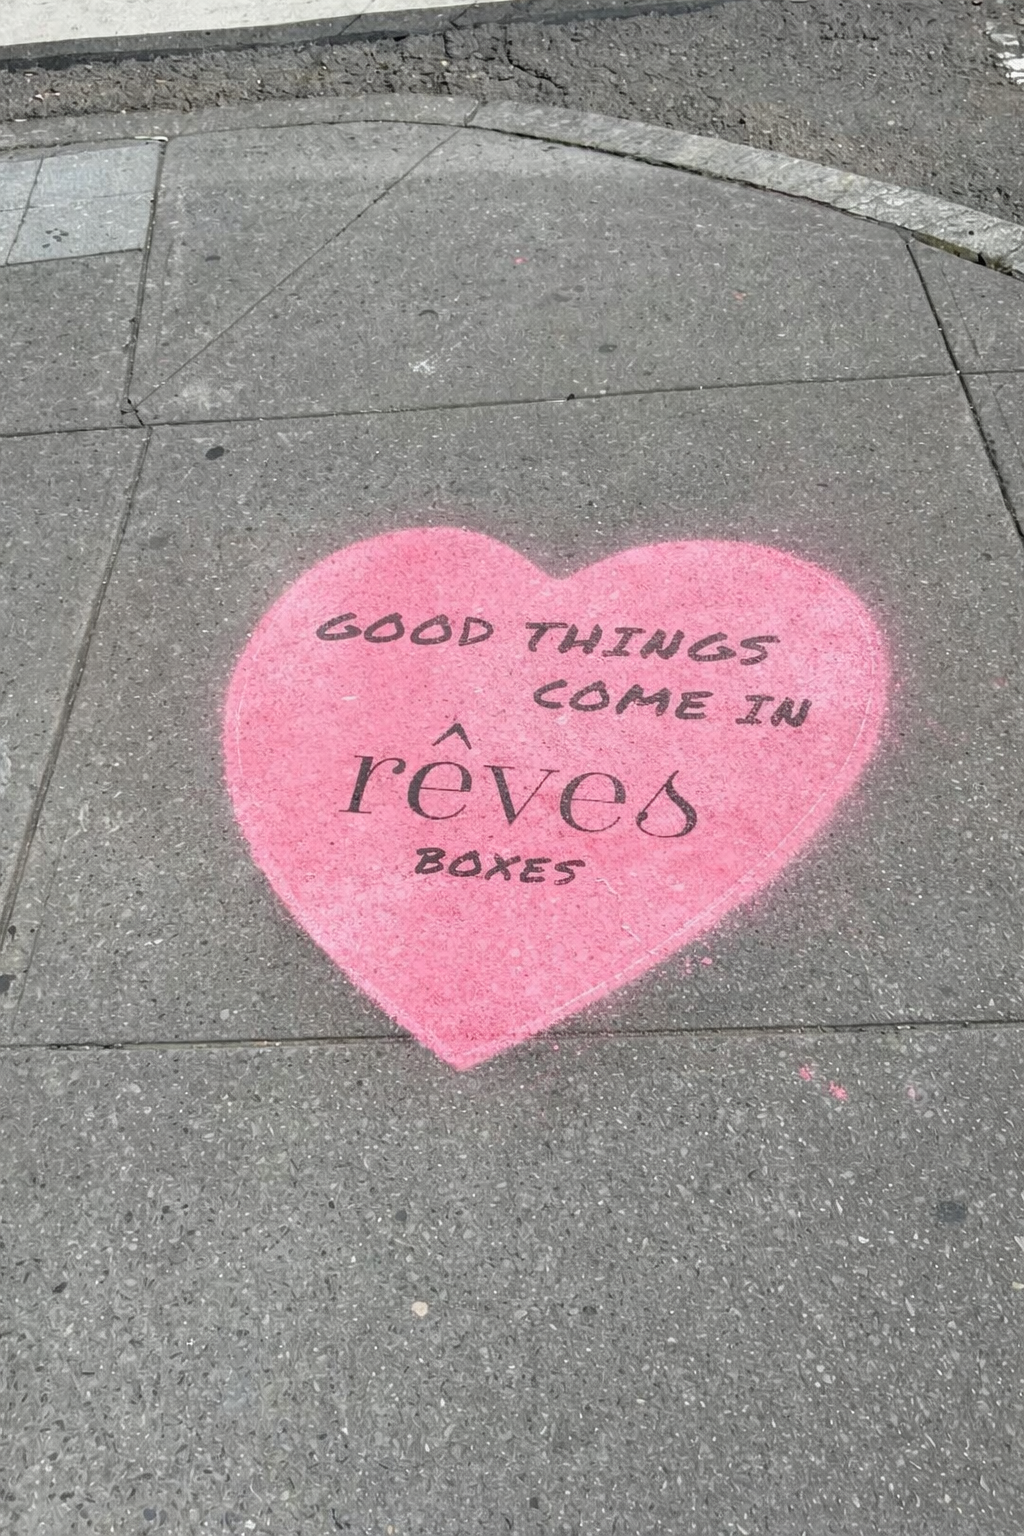 GOOD THINGS
COME IN
rêves
BOXES